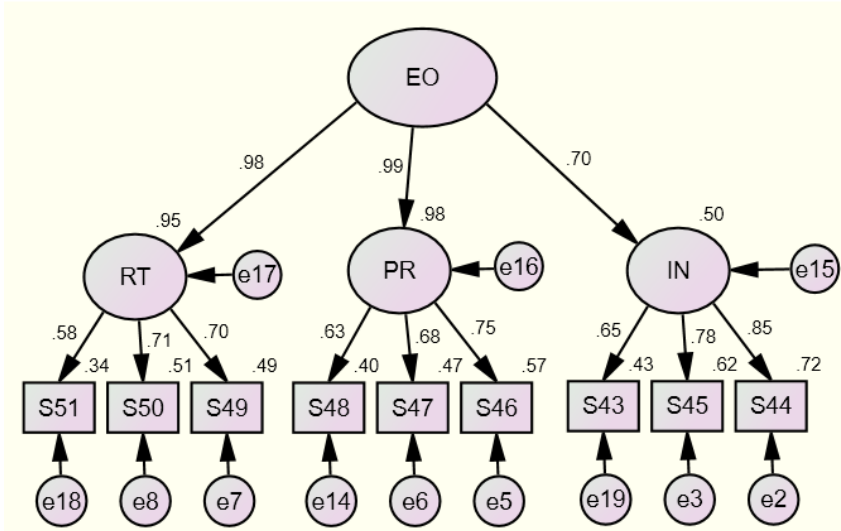 EO
.98
.99
.70
.95
.98
.50
RT
e17
PR
e16
IN
e15
.58
.71
.70
.63
.68
.75
.65
.78
.85
.34
.51
.49
.40
.47
.57
.43
.62
.72
S51
S50
S49
S48
S47
S46
S43
S45
S44
e18
e8
e7
e14
e6
e5
e19
e3
e2